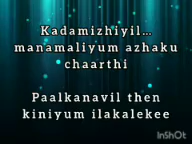 Kadamizhiyil...
manamaliyum azhaku
chaarthi
Paalkanavil then
kiniyum ilakalekee
InShOt